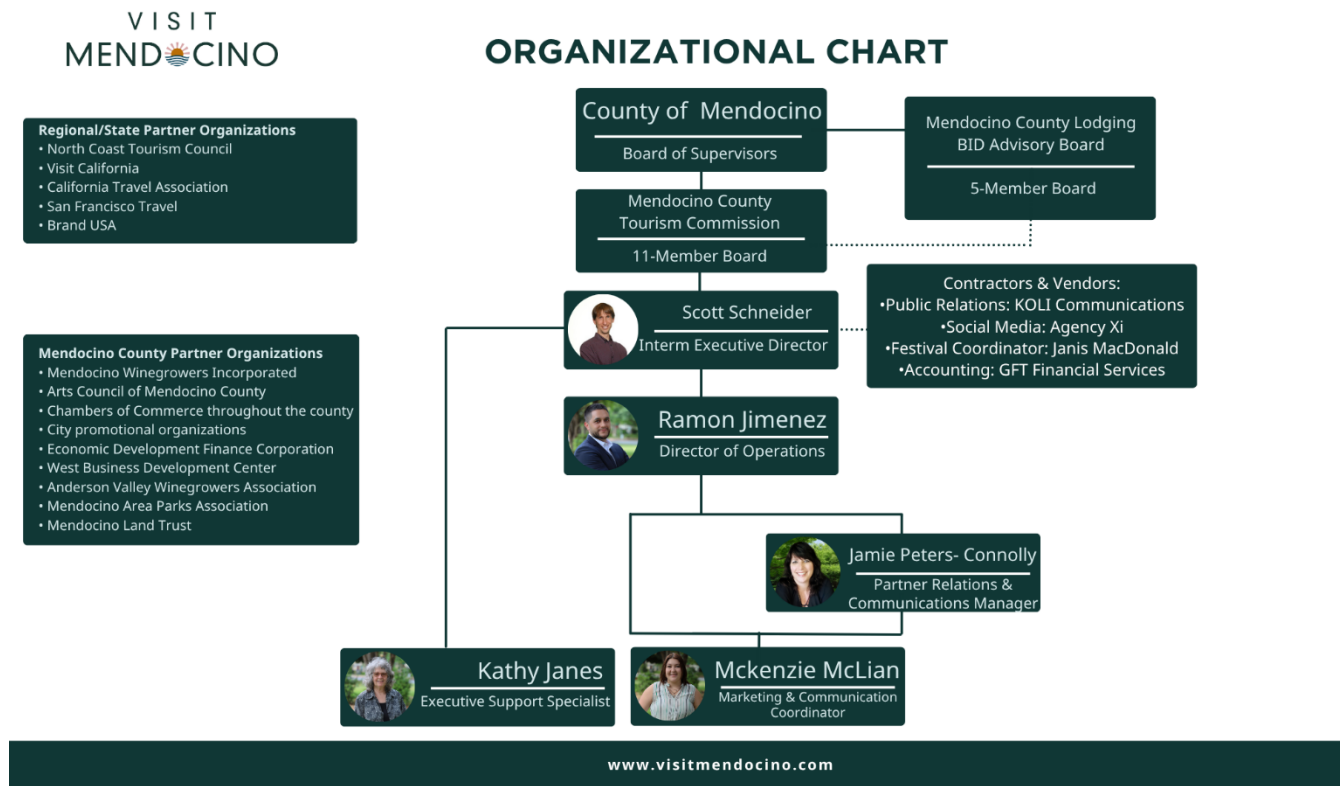 VISIT
MENDOCINO
ORGANIZATIONAL CHART
Regional/State Partner Organizations
• North Coast Tourism Council
• Visit California
• California Travel Association
• San Francisco Travel
• Brand USA
Mendocino County Partner Organizations
• Mendocino Winegrowers Incorporated
• Arts Council of Mendocino County
• Chambers of Commerce throughout the county
• City promotional organizations
• Economic Development Finance Corporation
• West Business Development Center
• Anderson Valley Winegrowers Association
• Mendocino Area Parks Association
• Mendocino Land Trust
County of Mendocino
Board of Supervisors
Mendocino County Lodging
BID Advisory Board
5-Member Board
Mendocino County
Tourism Commission
11-Member Board
Scott Schneider
Interm Executive Director
Contractors & Vendors:
•Public Relations: KOLI Communications
•Social Media: Agency Xi
•Festival Coordinator: Janis MacDonald
•Accounting: GFT Financial Services
Ramon Jimenez
Director of Operations
Jamie Peters- Connolly
Partner Relations &
Communications Manager
Kathy Janes
Executive Support Specialist
Mckenzie McLian
Marketing & Communication
Coordinator
www.visitmendocino.com